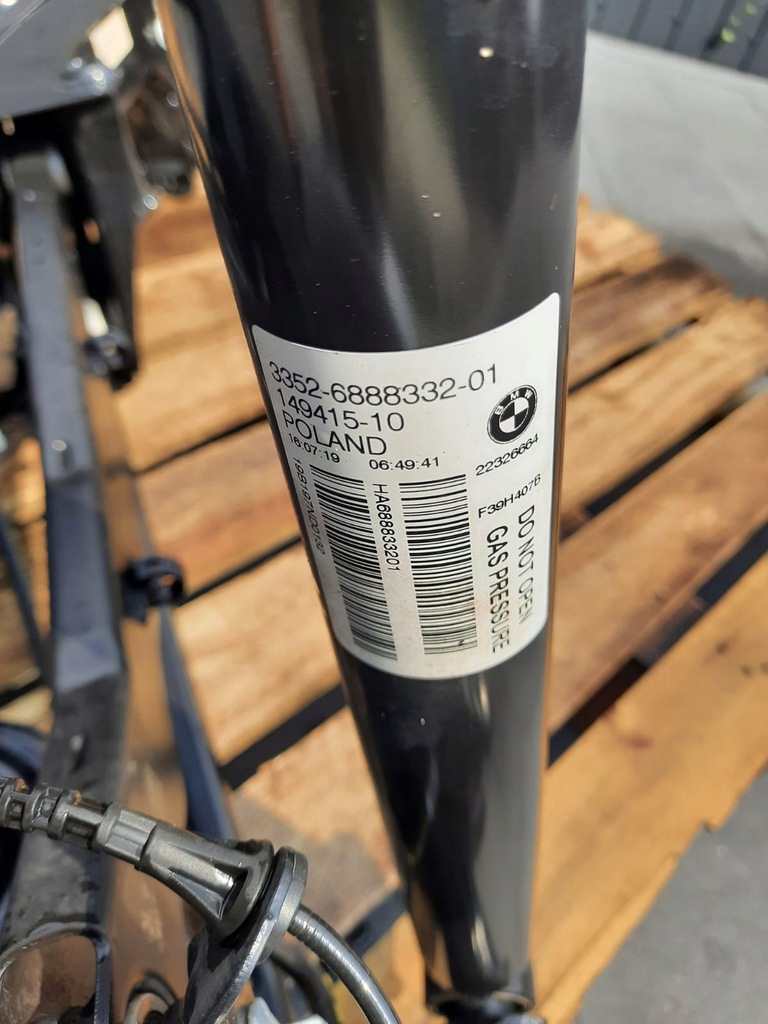 3352-6888332-01
149415-10
POLAND
16:07:19 06:49:41
BMW
22326664
F39H407B
HA688833201
DO NOT OPEN
GAS PRESSURE